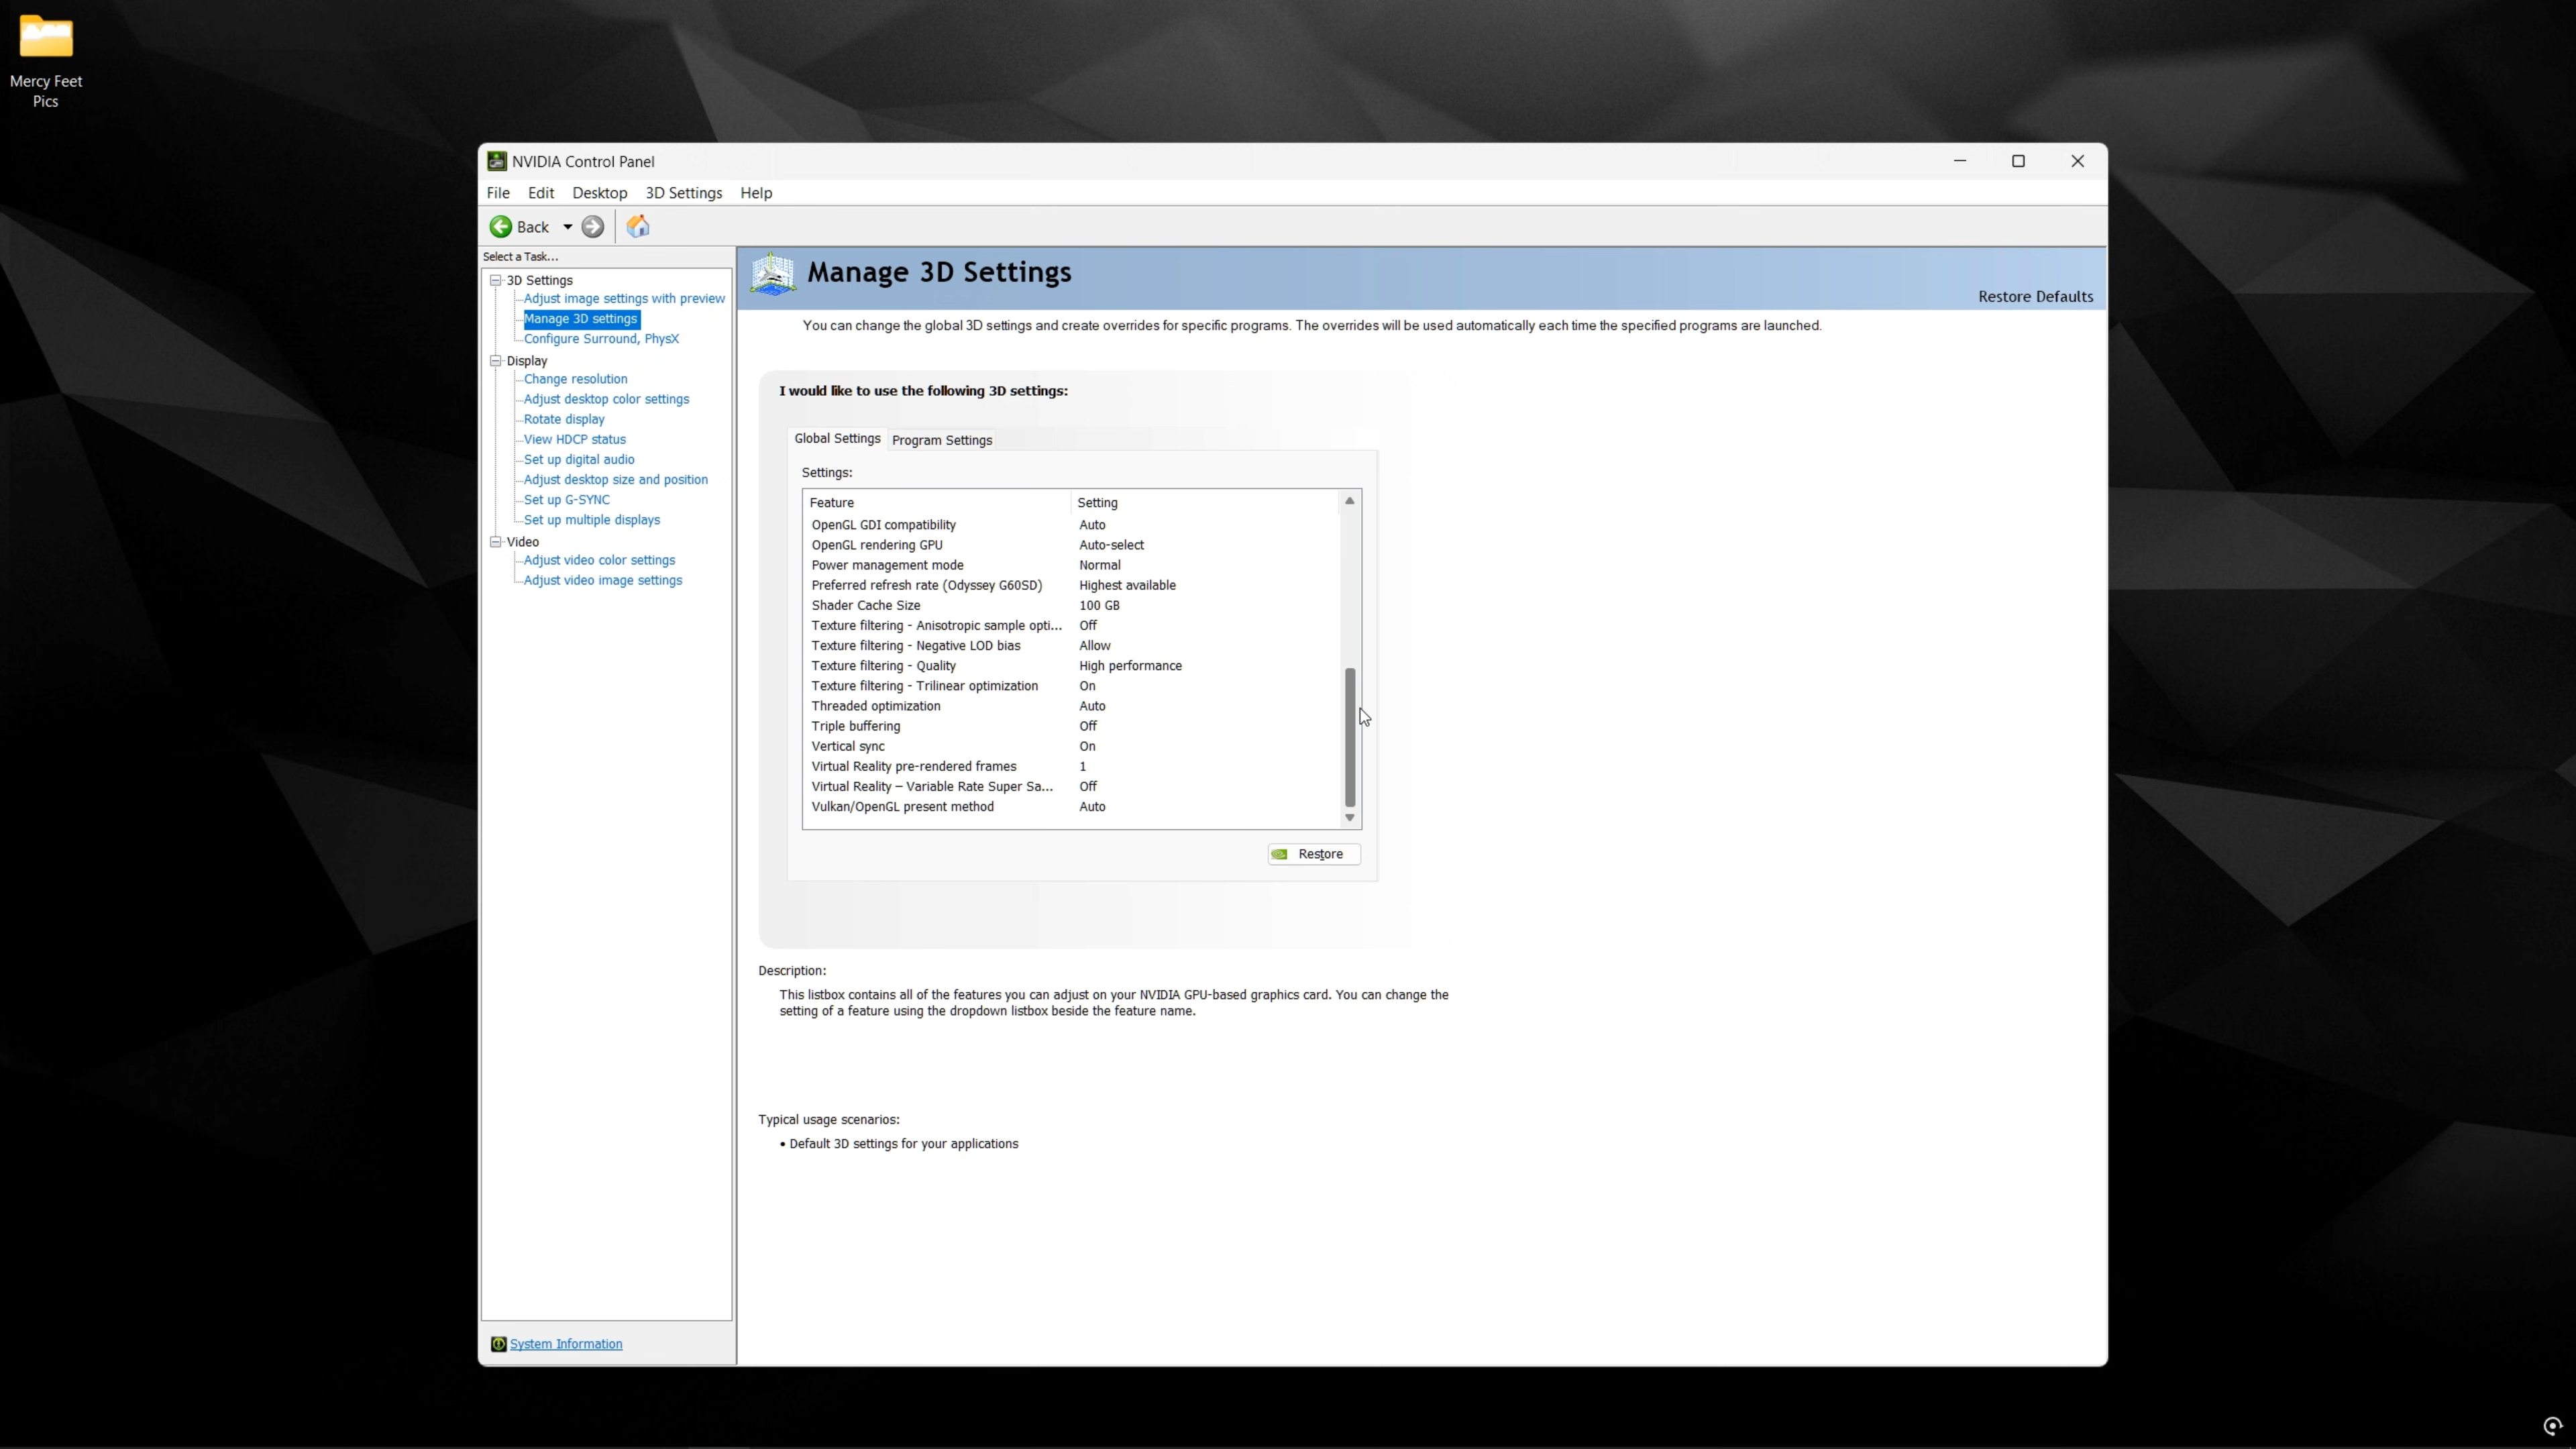 Mercy Feet
Pics
NVIDIA Control Panel
File Edit Desktop 3D Settings Help
Back
Select a Task...
3D Settings
Adjust image settings with preview
Manage 3D settings
Configure Surround, PhysX
Display
Change resolution
Adjust desktop color settings
Rotate display
View HDCP status
Set up digital audio
Adjust desktop size and position
Set up G-SYNC
Set up multiple displays
Video
Adjust video color settings
Adjust video image settings
System Information
Manage 3D Settings
Restore Defaults
You can change the global 3D settings and create overrides for specific programs. The overrides will be used automatically each time the specified programs are launched.
I would like to use the following 3D settings:
Global Settings Program Settings
Settings:
Feature Setting
OpenGL GDI compatibility Auto
OpenGL rendering GPU Auto-select
Power management mode Normal
Preferred refresh rate (Odyssey G60SD) Highest available
Shader Cache Size 100 GB
Texture filtering - Anisotropic sample opti... Off
Texture filtering - Negative LOD bias Allow
Texture filtering - Quality High performance
Texture filtering - Trilinear optimization On
Threaded optimization Auto
Triple buffering Off
Vertical sync On
Virtual Reality pre-rendered frames 1
Virtual Reality – Variable Rate Super Sa... Off
Vulkan/OpenGL present method Auto
Restore
Description:
This listbox contains all of the features you can adjust on your NVIDIA GPU-based graphics card. You can change the
setting of a feature using the dropdown listbox beside the feature name.
Typical usage scenarios:
• Default 3D settings for your applications